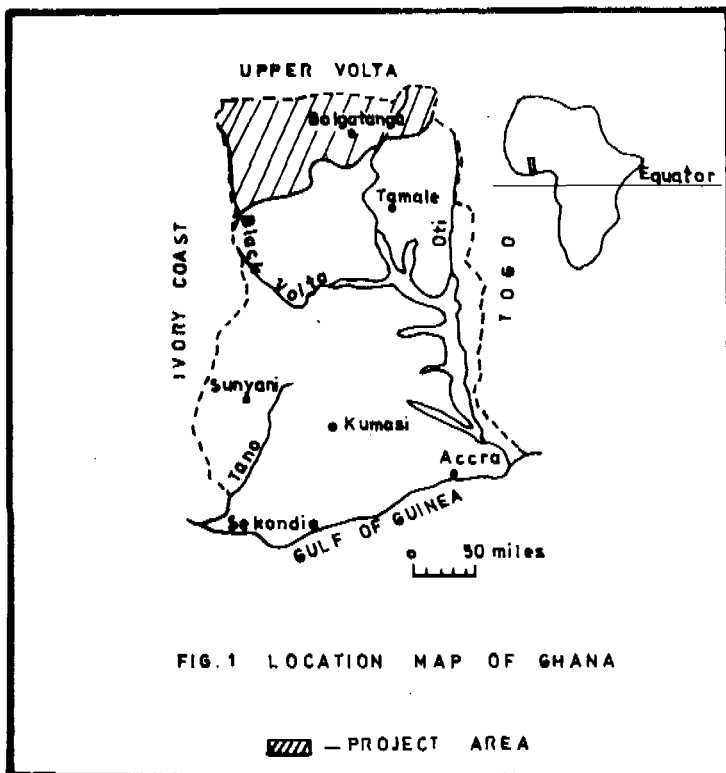 UPPER VOLTA
Bolgatanga
Equator
Tamale
Oti
Black Volta
TOGO
IVORY COAST
Sunyani
Kumasi
Tano
Accra
Sekondie
GULF OF GUINEA
0 50 miles
FIG. 1 LOCATION MAP OF GHANA
— PROJECT AREA